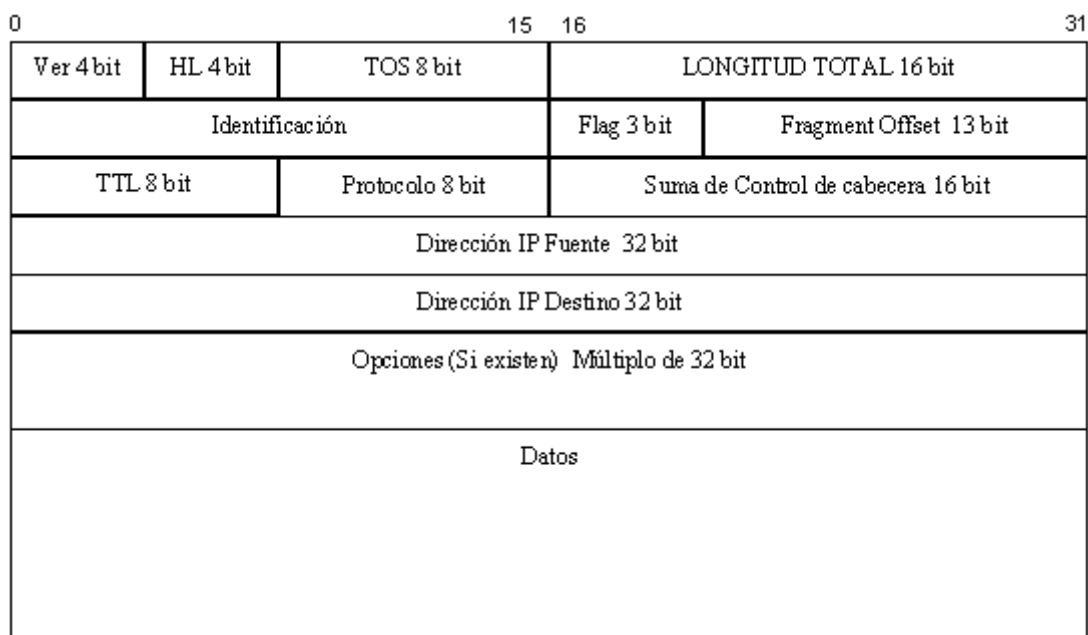 0 15 16 31
Ver 4 bit HL 4 bit TOS 8 bit LONGITUD TOTAL 16 bit
Identificación Flag 3 bit Fragment Offset 13 bit
TTL 8 bit Protocolo 8 bit Suma de Control de cabecera 16 bit
Dirección IP Fuente 32 bit
Dirección IP Destino 32 bit
Opciones (Si existen) Múltiplo de 32 bit
Datos